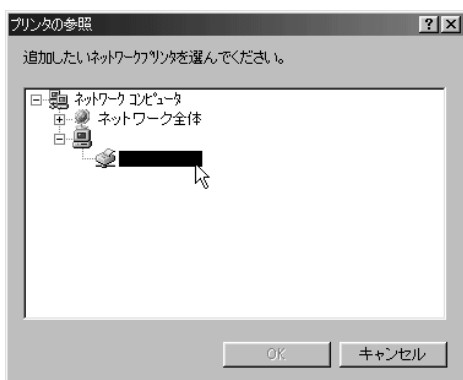 プリンタの参照
追加したいネットワークプリンタを選んでください。
ネットワーク コンピュータ
ネットワーク全体
OK
キャンセル